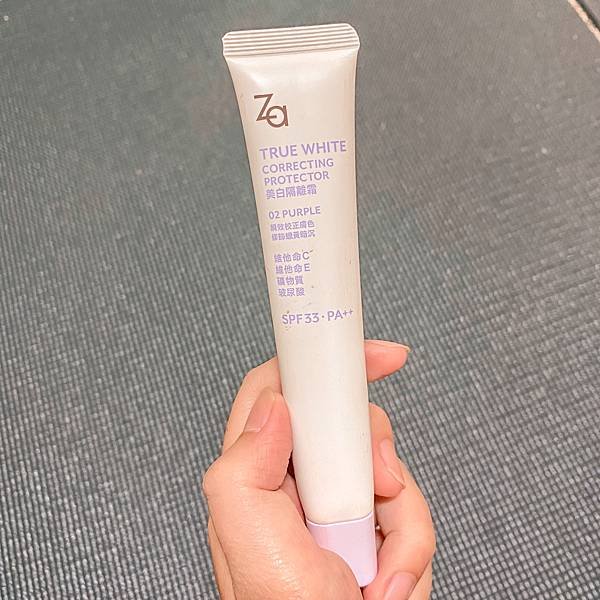 Za
TRUE WHITE
CORRECTING
PROTECTOR
美白隔離霜
02 PURPLE
瞬效校正膚色
修飾蠟黃暗沉
維他命C
維他命E
礦物質
玻尿酸
SPF33·PA++